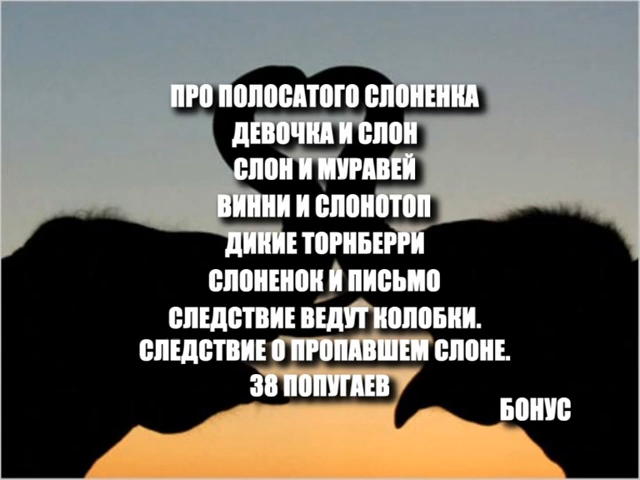 ПРО ПОЛОСАТОГО СЛОНЕНКА
ДЕВОЧКА И СЛОН
СЛОН И МУРАВЕЙ
ВИННИ И СЛОНОТОП
ДИКИЕ ТОРНБЕРРИ
СЛОНЕНОК И ПИСЬМО
СЛЕДСТВИЕ ВЕДУТ КОЛОБКИ.
СЛЕДСТВИЕ О ПРОПАВШЕМ СЛОНЕ.
38 ПОПУГАЕВ
БОНУС